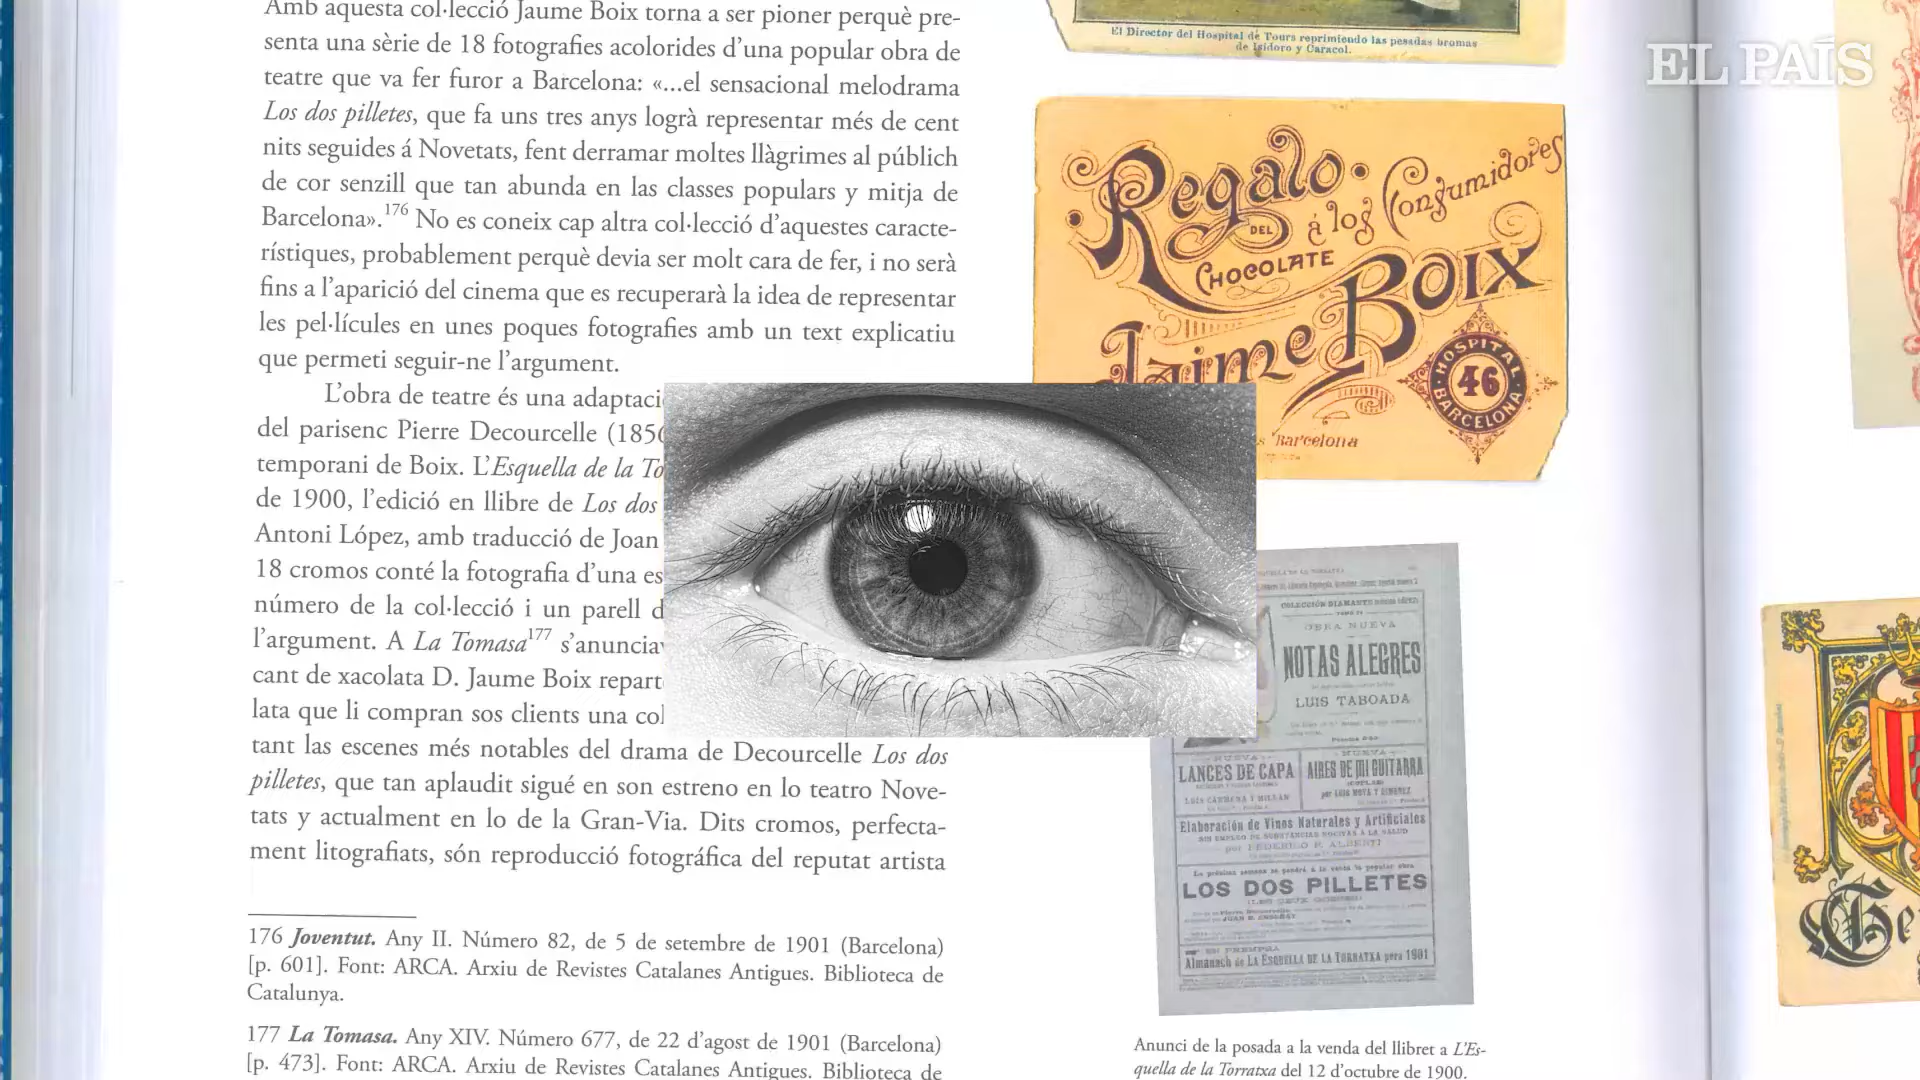 Amb aquesta col·lecció Jaume Boix torna a ser pioner perquè pre-
senta una sèrie de 18 fotografies acolorides d'una popular obra de
teatre que va fer furor a Barcelona: «...el sensacional melodrama
Los dos pilletes, que fa uns tres anys logrà representar més de cent
nits seguides á Novetats, fent derramar moltes llàgrimes al públich
de cor senzill que tan abunda en las classes populars y mitja de
Barcelona».176 No es coneix cap altra col·lecció d'aquestes caracte-
rístiques, probablement perquè devia ser molt cara de fer, i no serà
fins a l'aparició del cinema que es recuperarà la idea de representar
les pel·lícules en unes poques fotografies amb un text explicatiu
que permeti seguir-ne l'argument.
L'obra de teatre és una adaptaci
del parisenc Pierre Decourcelle (185
temporani de Boix. L'Esquella de la To
de 1900, l'edició en llibre de Los dos
Antoni López, amb traducció de Joan
18 cromos conté la fotografia d'una es
número de la col·lecció i un parell d
l'argument. A La Tomasa177 s'anuncia
cant de xacolata D. Jaume Boix repart
lata que li compran sos clients una col
tant las escenes més notables del drama de Decourcelle Los dos
pilletes, que tan aplaudit sigué en son estreno en lo teatro Nove-
tats y actualment en lo de la Gran-Via. Dits cromos, perfecta-
ment litografiats, són reproducció fotográfica del reputat artista
176 Joventut. Any II. Número 82, de 5 de setembre de 1901 (Barcelona)
[p. 601]. Font: ARCA. Arxiu de Revistes Catalanes Antigues. Biblioteca de
Catalunya.
177 La Tomasa. Any XIV. Número 677, de 22 d'agost de 1901 (Barcelona)
[p. 473]. Font: ARCA. Arxiu de Revistes Catalanes Antigues. Biblioteca de
El Director del Hospital de Tours reprimiendo las pesadas bromas
de Isidoro y Caracol.
Regalo
DEL á los Consumidores
CHOCOLATE
Jaime BOIX
HOSPITAL
46
BARCELONA
Barcelona
COLECCIÓN DIAMANTE
OBRA NUEVA
NOTAS ALEGRES
LUIS TABOADA
NUEVA
LANCES DE CAPA
AIRES DE MI GUITARRA
Elaboración de Vinos Naturales y Artificiales
LOS DOS PILLETES
Almanach de LA ESQUELLA DE LA TORRATXA pera 1901
Anunci de la posada a la venda del llibret a L'Es-
quella de la Torratxa del 12 d'octubre de 1900.
EL PAÍS
Ge